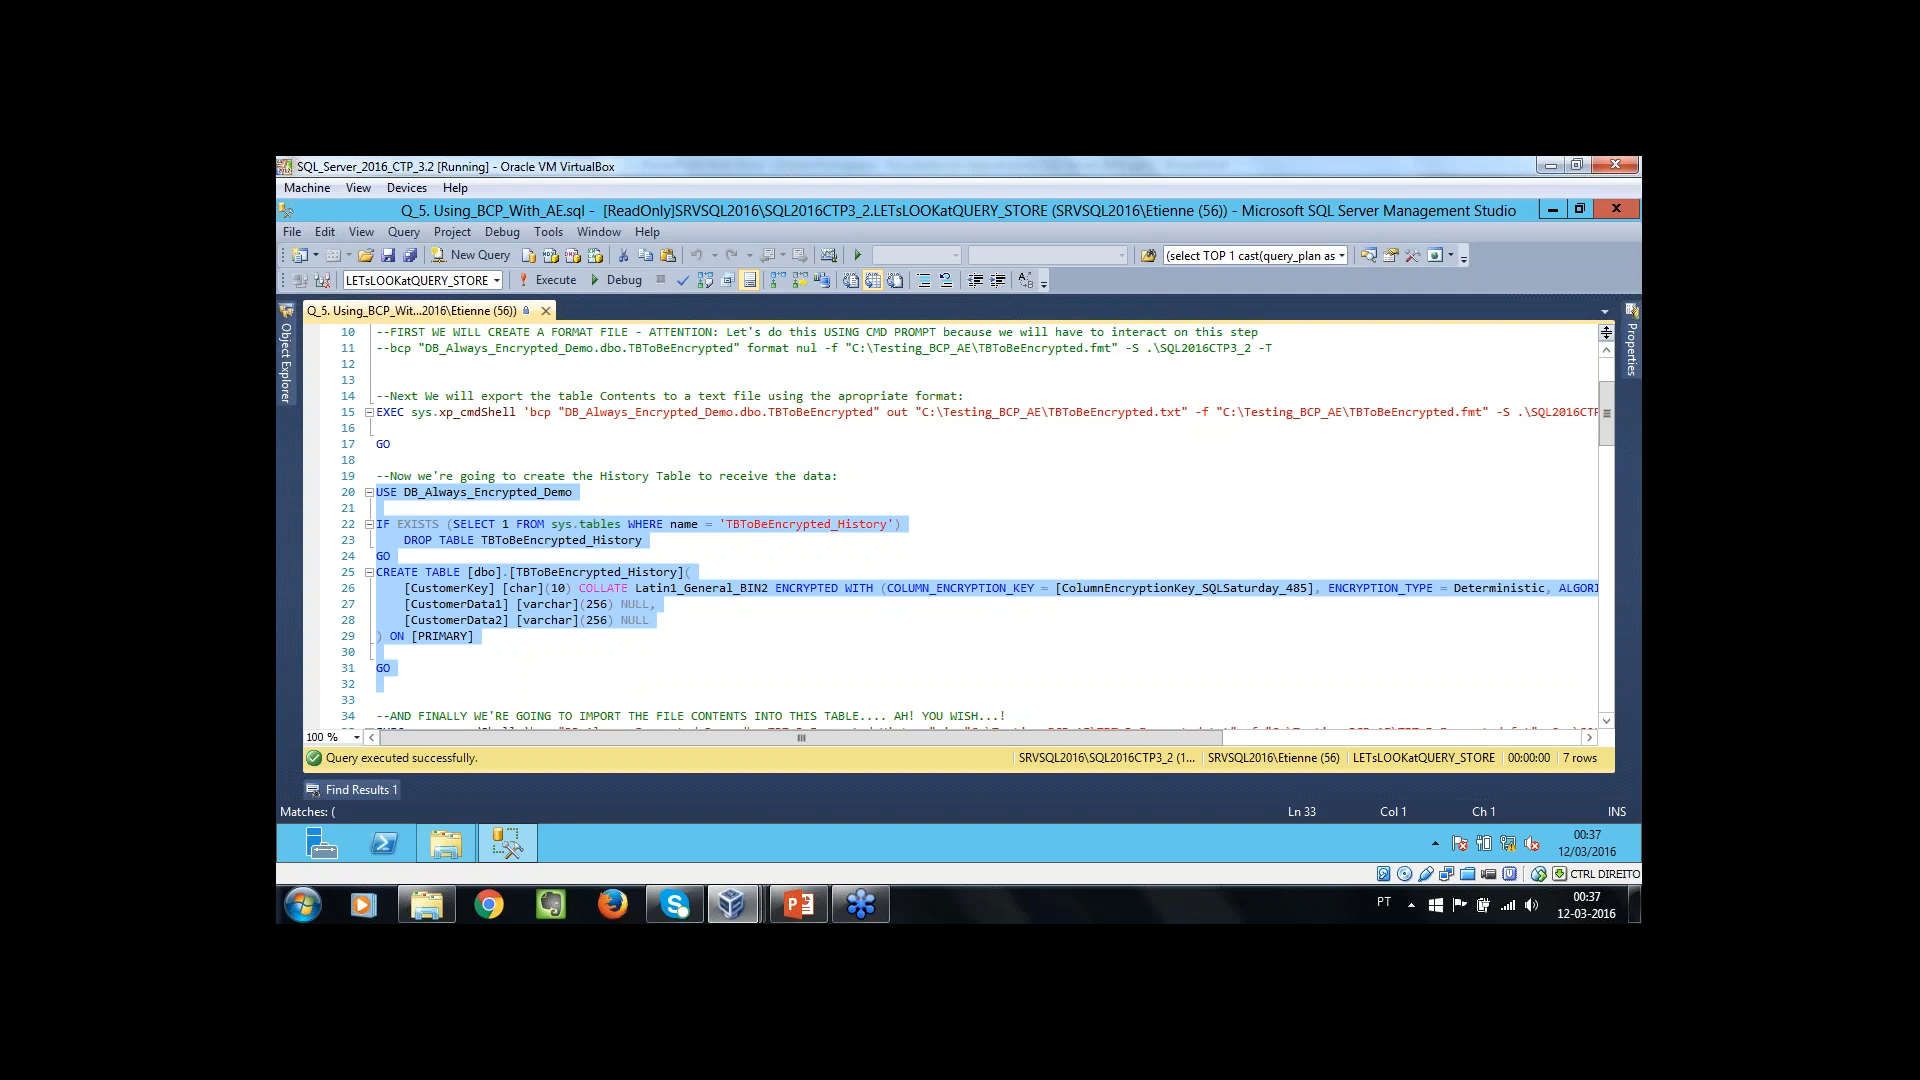 SQL_Server_2016_CTP_3.2 [Running] - Oracle VM VirtualBox
Machine View Devices Help
Q_5. Using_BCP_With_AE.sql - [ReadOnly]SRVSQL2016\SQL2016CTP3_2.LETsLOOKatQUERY_STORE (SRVSQL2016\Etienne (56)) - Microsoft SQL Server Management Studio
File Edit View Query Project Debug Tools Window Help
New Query
(select TOP 1 cast(query_plan as
LETsLOOKatQUERY_STORE
Execute
Debug
Q_5. Using_BCP_Wit...2016\Etienne (56))
Object Explorer
Properties
10 --FIRST WE WILL CREATE A FORMAT FILE - ATTENTION: Let's do this USING CMD PROMPT because we will have to interact on this step
11 --bcp "DB_Always_Encrypted_Demo.dbo.TBToBeEncrypted" format nul -f "C:\Testing_BCP_AE\TBToBeEncrypted.fmt" -S .\SQL2016CTP3_2 -T
12
13
14 --Next We will export the table Contents to a text file using the apropriate format:
15 EXEC sys.xp_cmdShell 'bcp "DB_Always_Encrypted_Demo.dbo.TBToBeEncrypted" out "C:\Testing_BCP_AE\TBToBeEncrypted.txt" -f "C:\Testing_BCP_AE\TBToBeEncrypted.fmt" -S .\SQL2016CTP
16
17 GO
18
19 --Now we're going to create the History Table to receive the data:
20 USE DB_Always_Encrypted_Demo
21
22 IF EXISTS (SELECT 1 FROM sys.tables WHERE name = 'TBToBeEncrypted_History')
23 DROP TABLE TBToBeEncrypted_History
24 GO
25 CREATE TABLE [dbo].[TBToBeEncrypted_History](
26 [CustomerKey] [char](10) COLLATE Latin1_General_BIN2 ENCRYPTED WITH (COLUMN_ENCRYPTION_KEY = [ColumnEncryptionKey_SQLSaturday_485], ENCRYPTION_TYPE = Deterministic, ALGORI
27 [CustomerData1] [varchar](256) NULL,
28 [CustomerData2] [varchar](256) NULL
29 ) ON [PRIMARY]
30
31 GO
32
33
34 --AND FINALLY WE'RE GOING TO IMPORT THE FILE CONTENTS INTO THIS TABLE.... AH! YOU WISH...!
100 %
Query executed successfully.
SRVSQL2016\SQL2016CTP3_2 (1... SRVSQL2016\Etienne (56) LETsLOOKatQUERY_STORE 00:00:00 7 rows
Find Results 1
Matches: ( Ln 33 Col 1 Ch 1 INS
00:37
12/03/2016
CTRL DIREITO
PT
00:37
12-03-2016